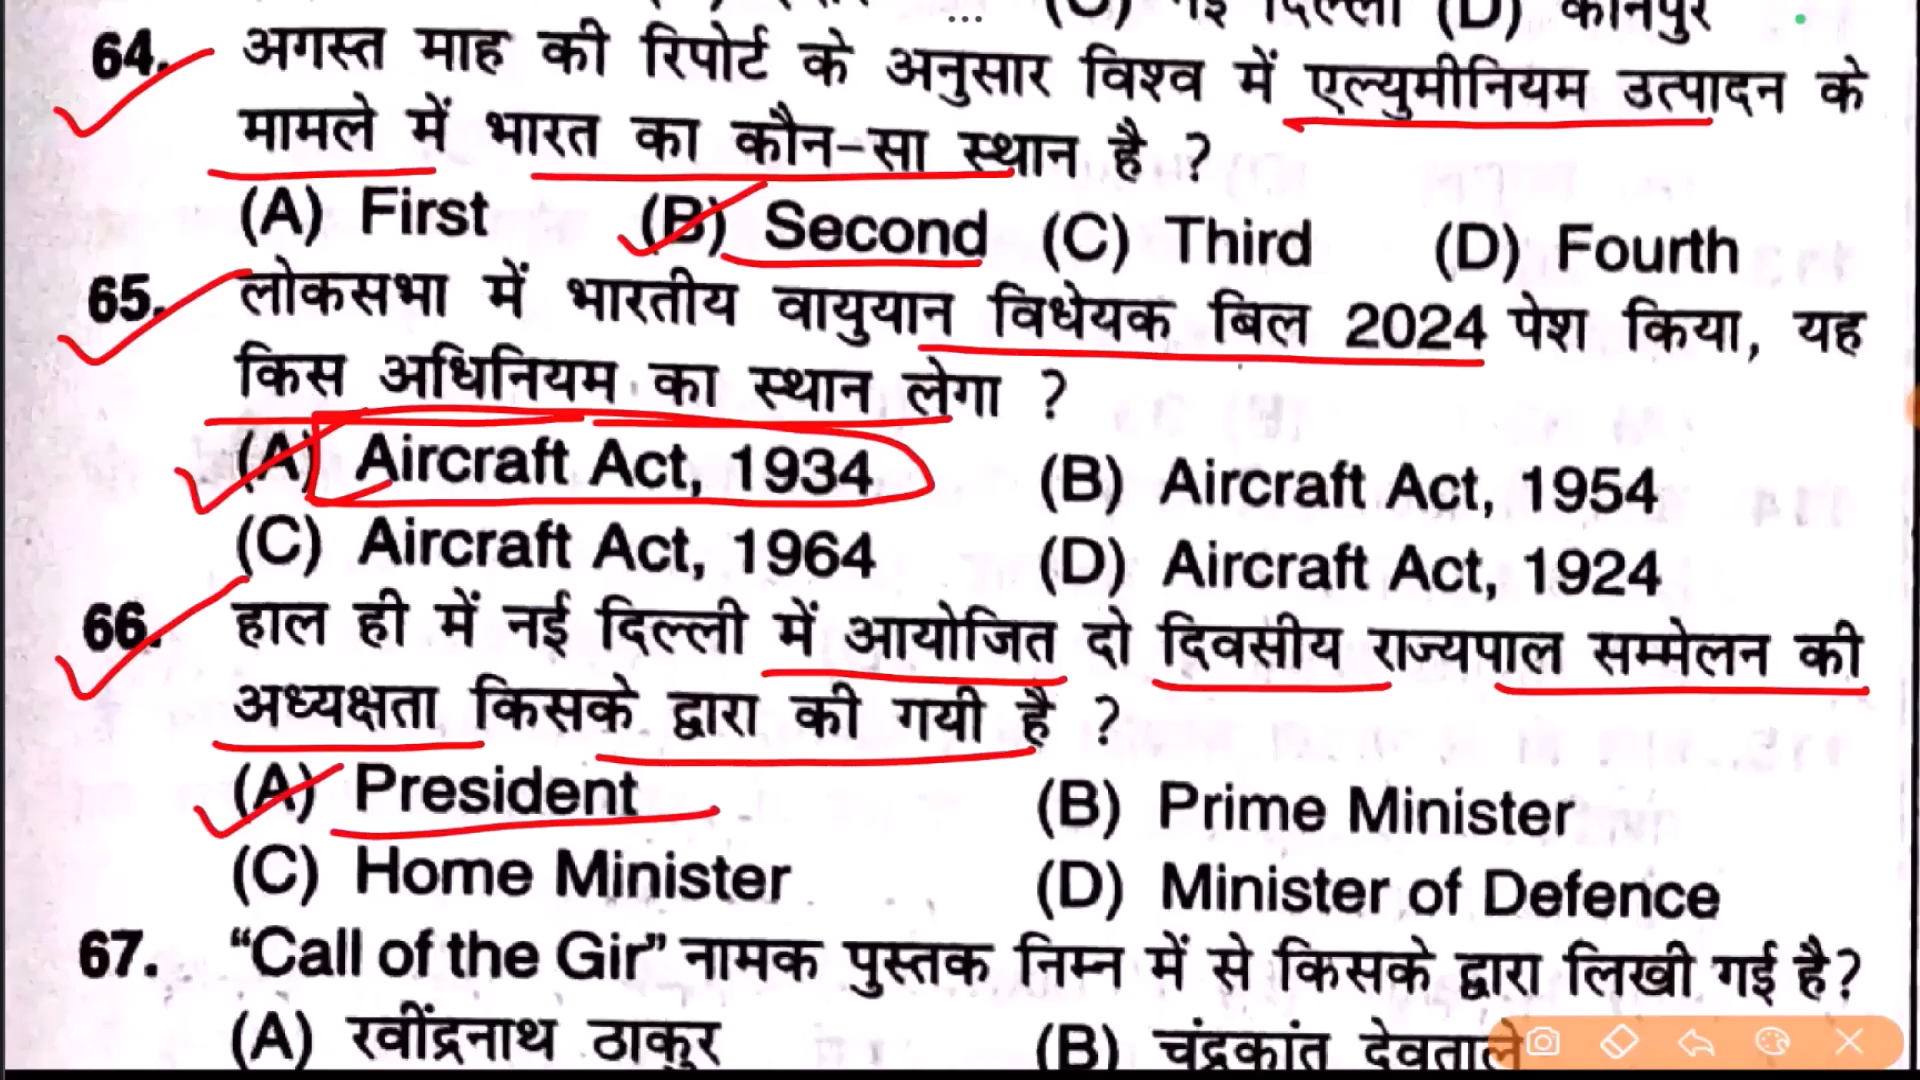 (C) नई दिल्ली (D) कानपुर
64. अगस्त माह की रिपोर्ट के अनुसार विश्व में एल्युमीनियम उत्पादन के
मामले में भारत का कौन-सा स्थान है ?
(A) First (B) Second (C) Third (D) Fourth
65. लोकसभा में भारतीय वायुयान विधेयक बिल 2024 पेश किया, यह
किस अधिनियम का स्थान लेगा ?
(A) Aircraft Act, 1934 (B) Aircraft Act, 1954
(C) Aircraft Act, 1964 (D) Aircraft Act, 1924
66. हाल ही में नई दिल्ली में आयोजित दो दिवसीय राज्यपाल सम्मेलन की
अध्यक्षता किसके द्वारा की गयी है ?
(A) President (B) Prime Minister
(C) Home Minister (D) Minister of Defence
67. “Call of the Gir” नामक पुस्तक निम्न में से किसके द्वारा लिखी गई है?
(A) रवींद्रनाथ ठाकुर (B) चंद्रकांत देवताले